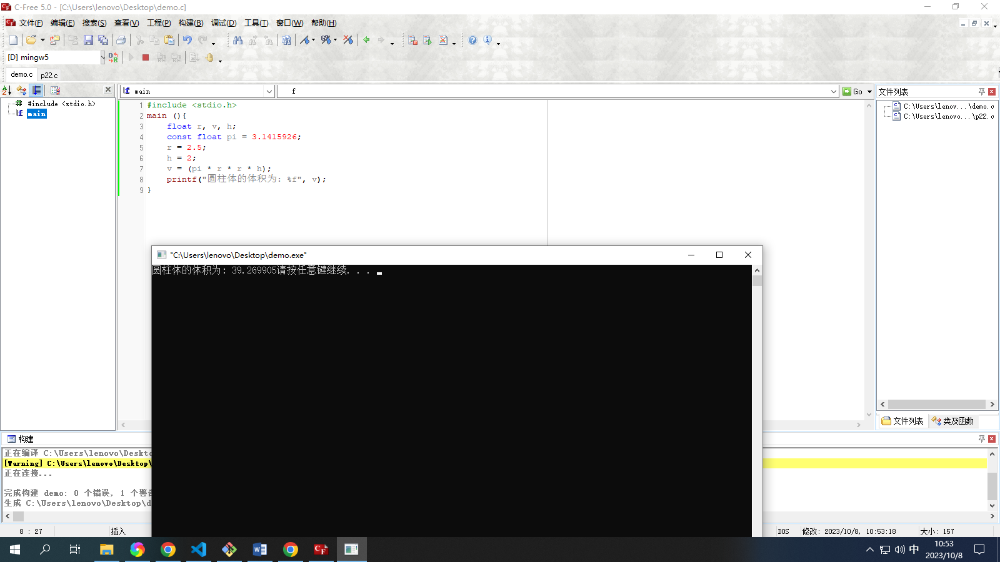 C-Free 5.0 - [C:\Users\lenovo\Desktop\demo.c]
文件(F) 编辑(E) 搜索(S) 查看(V) 工程(P) 构建(B) 调试(D) 工具(T) 窗口(W) 帮助(H)
[D] mingw5
demo.c p22.c
main f Go
#include <stdio.h>
main
1 #include <stdio.h>
2 main (){
3 float r, v, h;
4 const float pi = 3.1415926;
5 r = 2.5;
6 h = 2;
7 v = (pi * r * r * h);
8 printf("圆柱体的体积为: %f", v);
9 }
文件列表
C:\Users\lenov...\demo.c
C:\Users\lenovo...\p22.c
文件列表 类及函数
"C:\Users\lenovo\Desktop\demo.exe"
圆柱体的体积为: 39.269905请按任意键继续. . .
构建
正在编译 C:\Users\lenovo\Deskto
[Warning] C:\Users\lenovo\Desktop\
正在连接...
完成构建 demo: 0 个错误, 1 个警告
生成 C:\Users\lenovo\Desktop\d
8 : 27 插入 DOS 修改: 2023/10/8, 10:53:18 大小: 157
中 10:53
2023/10/8